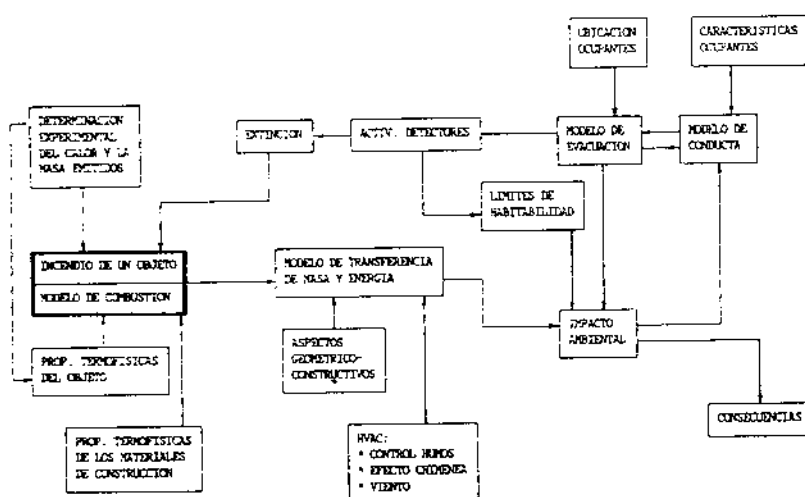 UBICACION
OCUPANTES
CARACTERISTICAS
OCUPANTES
DETERMINACION
EXPERIMENTAL
DEL CALOR Y LA
MASA EMITIDOS
EXTINCION
ACTIV. DETECTORES
MODELO DE
EVACUACION
MODELO DE
CONDUCTA
LIMITES DE
HABITABILIDAD
INCENDIO DE UN OBJETO
MODELO DE COMBUSTION
MODELO DE TRANSFERENCIA
DE MASA Y ENERGIA
IMPACTO
AMBIENTAL
ASPECTOS
GEOMETRICO-
CONSTRUCTIVOS
PROP. TERMOFISICAS
DEL OBJETO
CONSECUENCIAS
PROP. TERMOFISICAS
DE LOS MATERIALES
DE CONSTRUCCION
HVAC:
* CONTROL HUMOS
* EFECTO CHIMENEA
* VIENTO